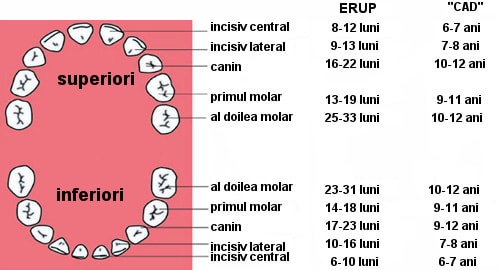 ERUP "CAD"
incisiv central 8-12 luni 6-7 ani
incisiv lateral 9-13 luni 7-8 ani
canin 16-22 luni 10-12 ani
superiori
primul molar 13-19 luni 9-11 ani
al doilea molar 25-33 luni 10-12 ani
al doilea molar 23-31 luni 10-12 ani
inferiori
primul molar 14-18 luni 9-11 ani
canin 17-23 luni 9-12 ani
incisiv lateral 10-16 luni 7-8 ani
incisiv central 6-10 luni 6-7 ani